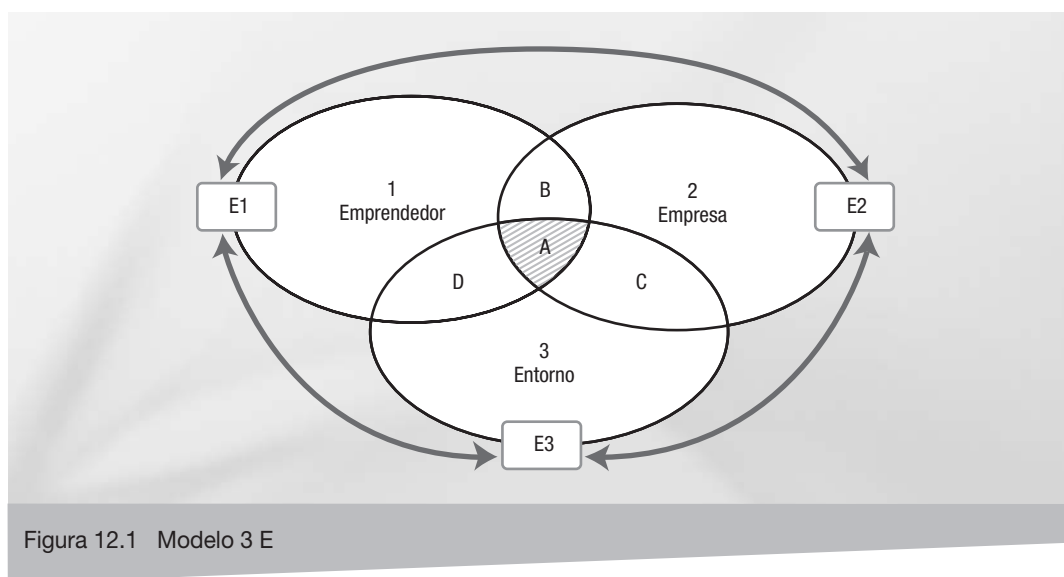 1
Emprendedor
B
2
Empresa
E1
E2
A
D
C
3
Entorno
E3
Figura 12.1 Modelo 3 E